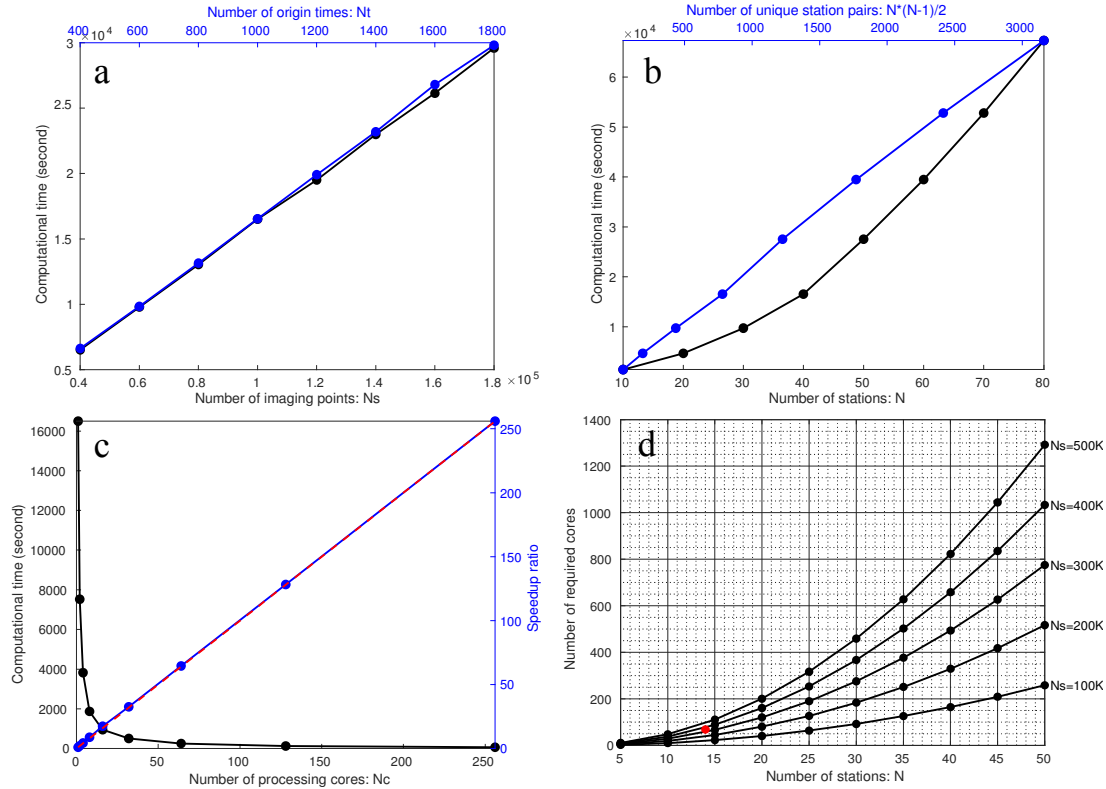 Number of origin times: Nt
×10^4 400 600 800 1000 1200 1400 1600 1800
3
a
2.5
2
1.5
1
0.5
Computational time (second)
0.4 0.6 0.8 1 1.2 1.4 1.6 1.8 ×10^5
Number of imaging points: Ns
Number of unique station pairs: N*(N-1)/2
×10^4 500 1000 1500 2000 2500 3000
b
6
5
4
3
2
1
Computational time (second)
10 20 30 40 50 60 70 80
Number of stations: N
c
16000
14000
12000
10000
8000
6000
4000
2000
0
Computational time (second)
250
200
150
100
50
0
Speedup ratio
0 50 100 150 200 250
Number of processing cores: Nc
d
1400
1200
1000
800
600
400
200
0
Number of required cores
Ns=500K
Ns=400K
Ns=300K
Ns=200K
Ns=100K
5 10 15 20 25 30 35 40 45 50
Number of stations: N